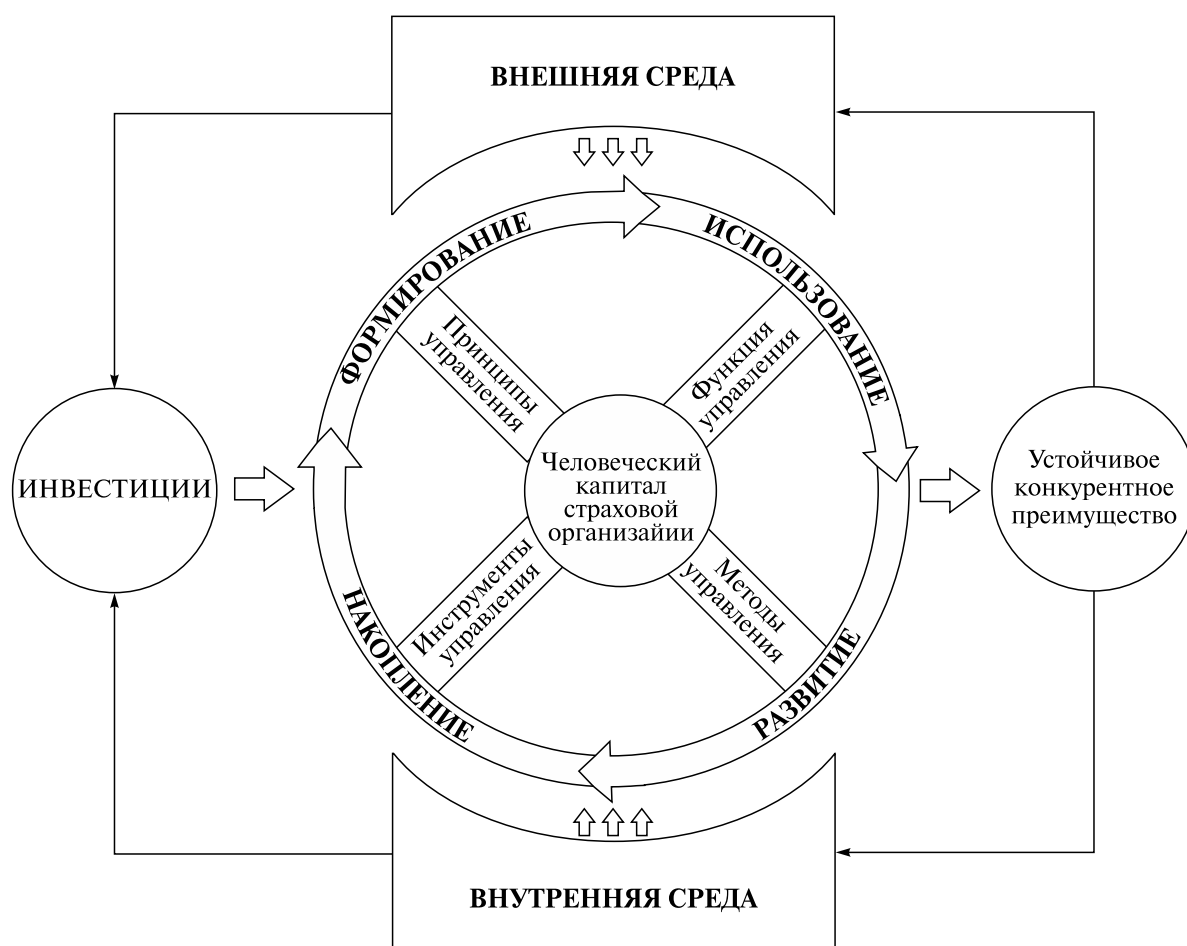 ВНЕШНЯЯ СРЕДА
ФОРМИРОВАНИЕ
ИСПОЛЬЗОВАНИЕ
Принципы
управления
Функция
управления
ИНВЕСТИЦИИ
Человеческий
капитал
страховой
организайии
Устойчивое
конкурентное
преимущество
Инструменты
управления
Методы
управления
НАКОПЛЕНИЕ
РАЗВИТИЕ
ВНУТРЕННЯЯ СРЕДА